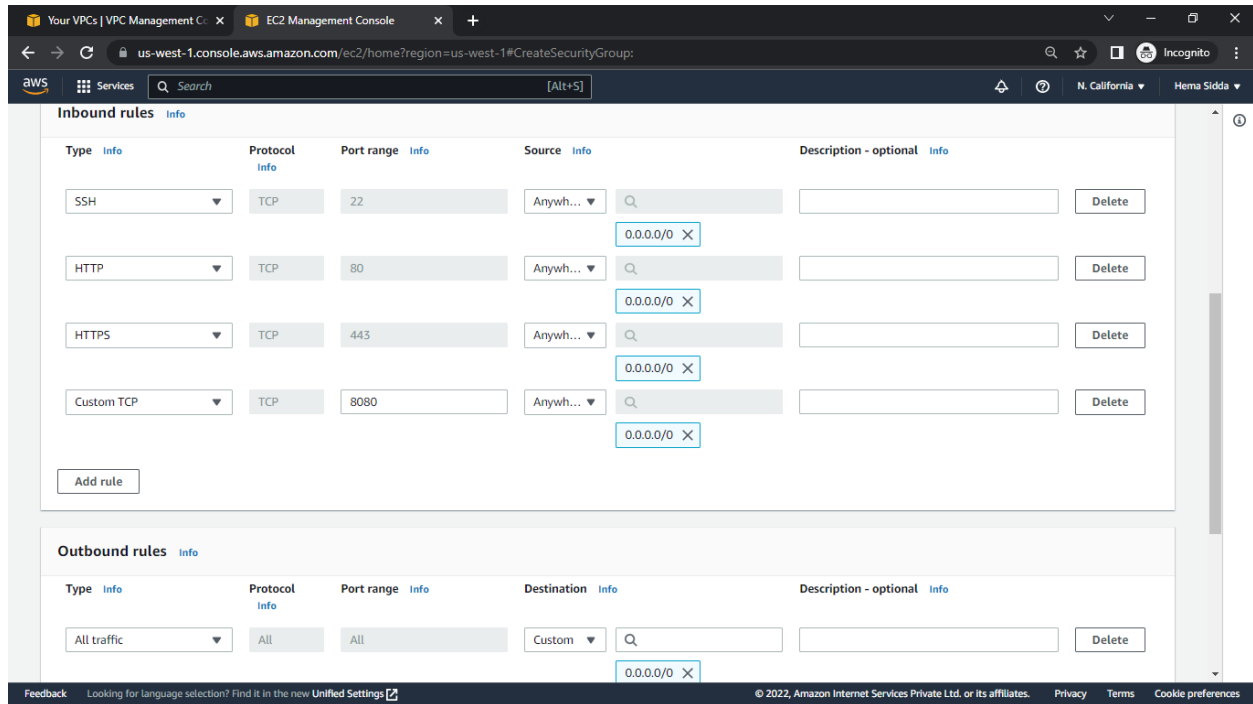 Your VPCs | VPC Management Co
EC2 Management Console
us-west-1.console.aws.amazon.com/ec2/home?region=us-west-1#CreateSecurityGroup:
Incognito
aws Services Search [Alt+S] N. California Hema Sidda
Inbound rules Info
Type Info Protocol Info Port range Info Source Info Description - optional Info
SSH TCP 22 Anywh... Delete
0.0.0.0/0
HTTP TCP 80 Anywh... Delete
0.0.0.0/0
HTTPS TCP 443 Anywh... Delete
0.0.0.0/0
Custom TCP TCP 8080 Anywh... Delete
0.0.0.0/0
Add rule
Outbound rules Info
Type Info Protocol Info Port range Info Destination Info Description - optional Info
All traffic All All Custom Delete
0.0.0.0/0
Feedback Looking for language selection? Find it in the new Unified Settings © 2022, Amazon Internet Services Private Ltd. or its affiliates. Privacy Terms Cookie preferences